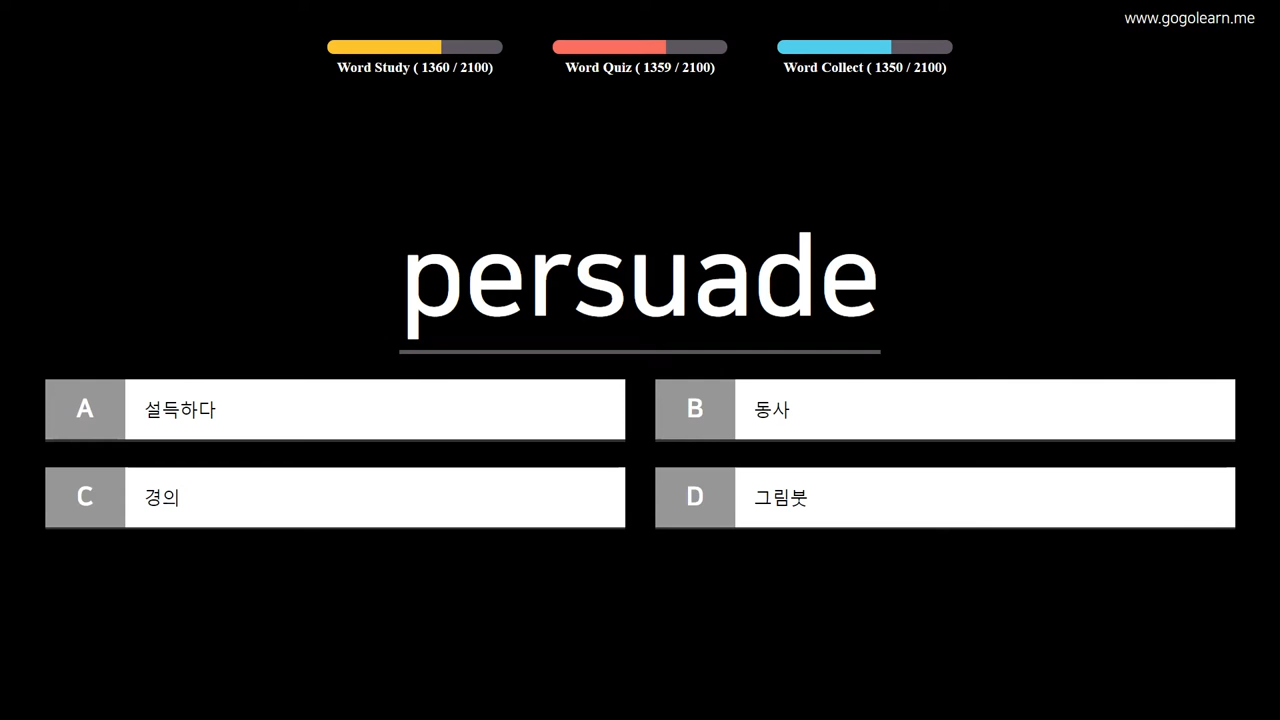 www.gogolearn.me
Word Study ( 1360 / 2100)
Word Quiz ( 1359 / 2100)
Word Collect ( 1350 / 2100)
persuade
A 설득하다
B 동사
C 경의
D 그림붓